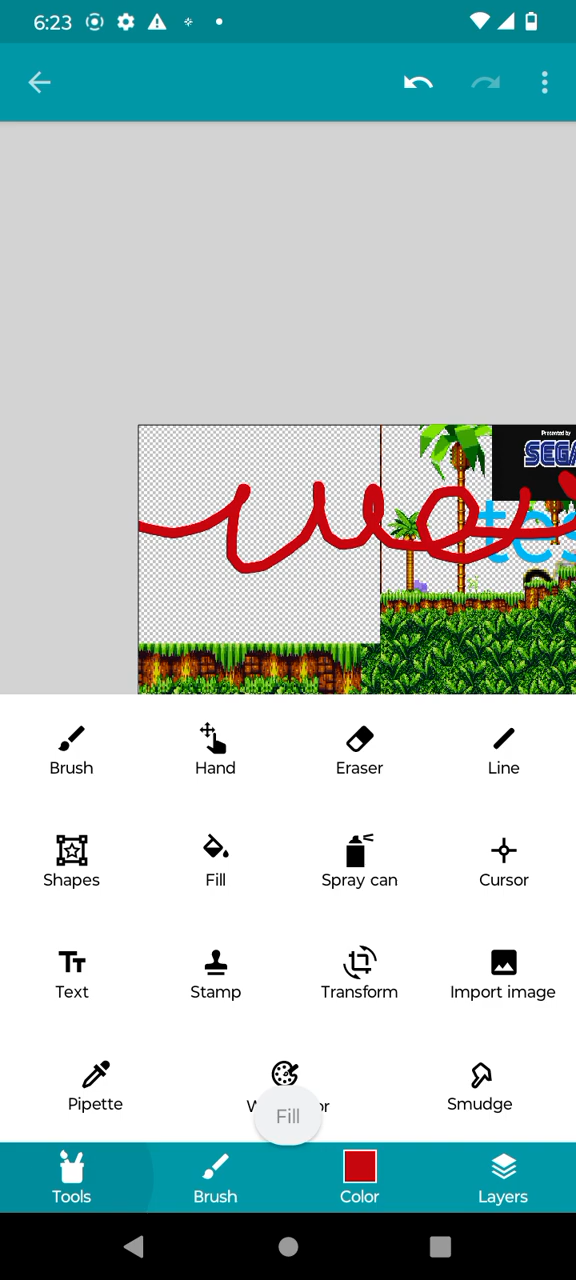 6:23
Presented by
SEGA
tes
Brush
Hand
Eraser
Line
Shapes
Fill
Spray can
Cursor
Text
Stamp
Transform
Import image
Pipette
Smudge
Fill
Tools
Brush
Color
Layers